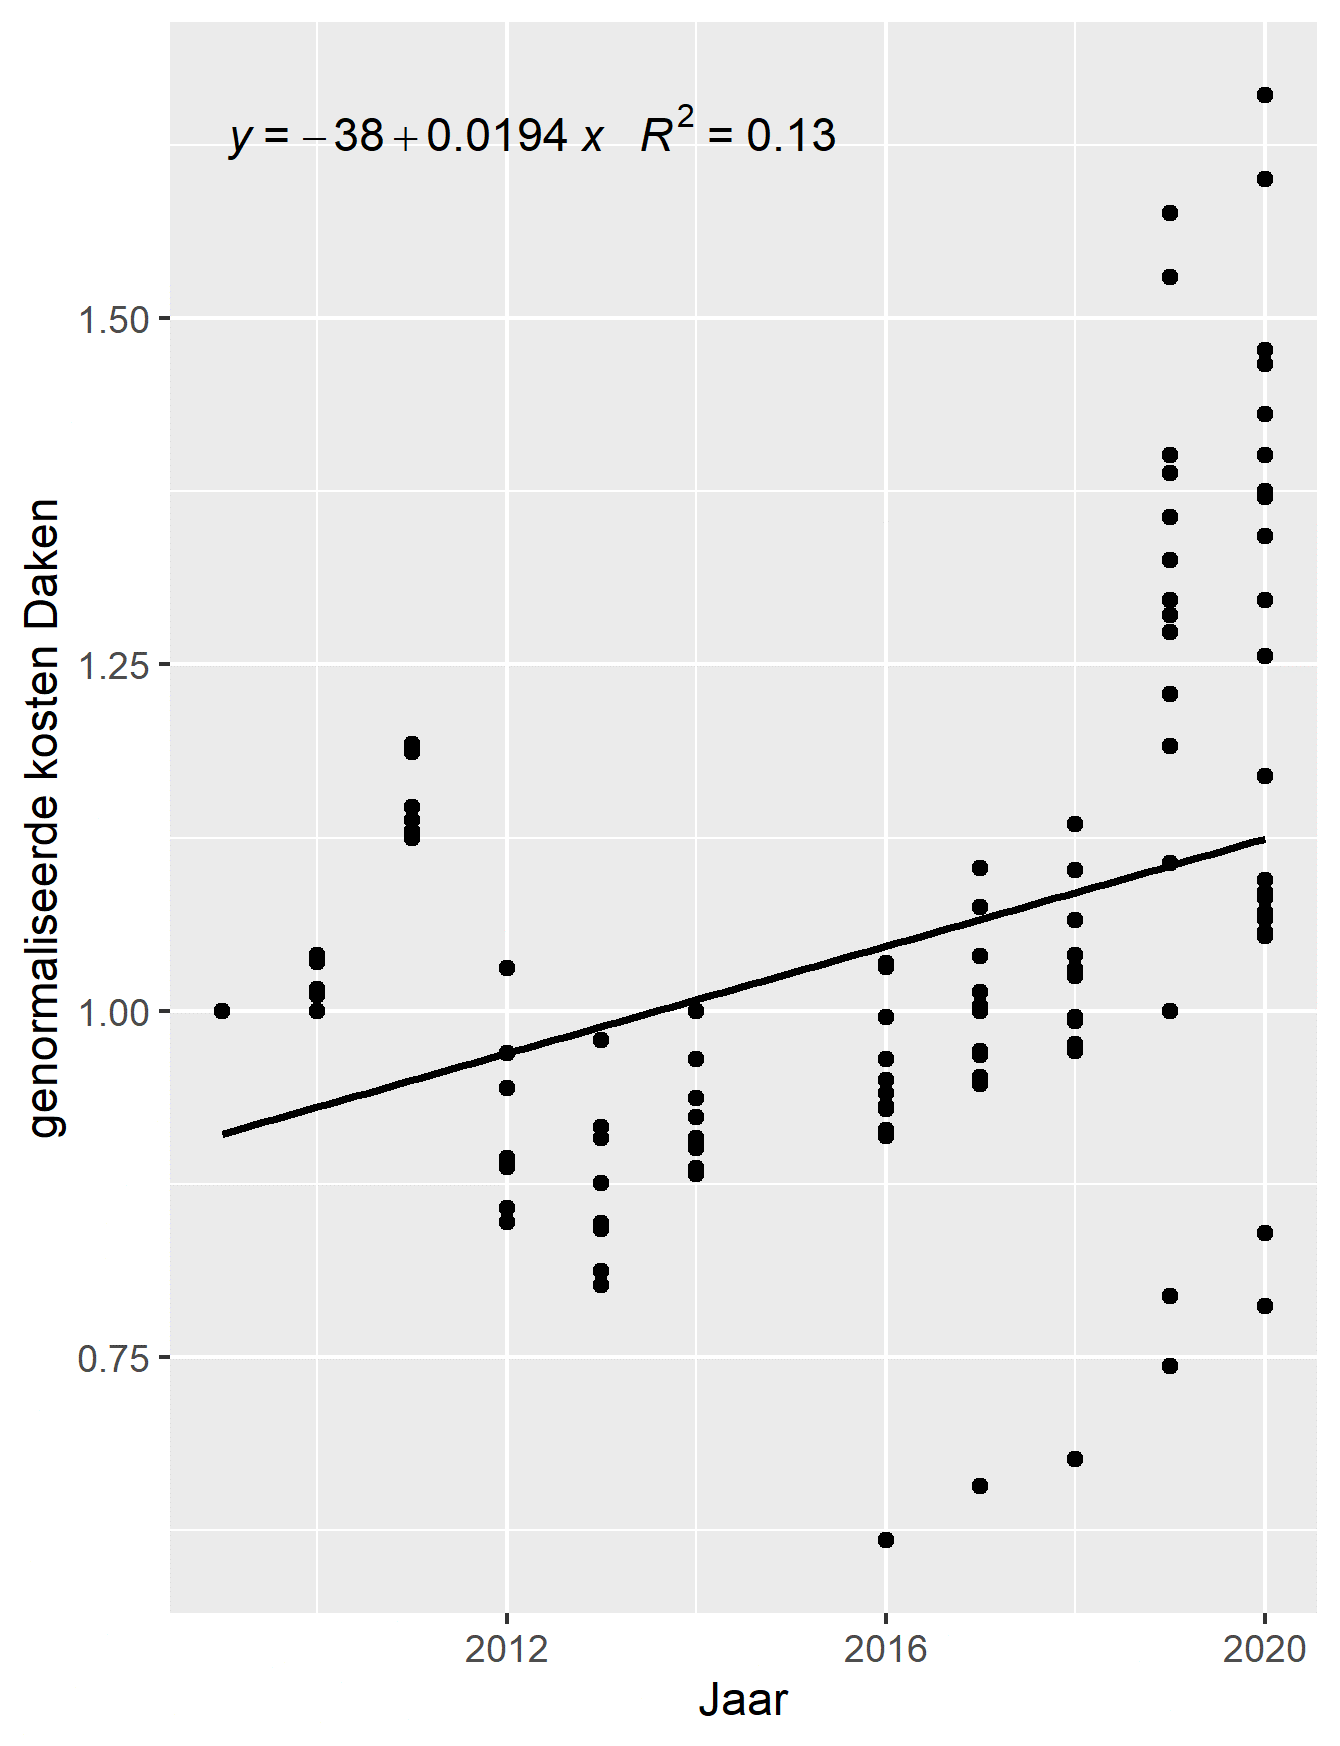 y = −38 + 0.0194 x   R² = 0.13
1.50
1.25
1.00
0.75
genormaliseerde kosten Daken
2012 2016 2020
Jaar